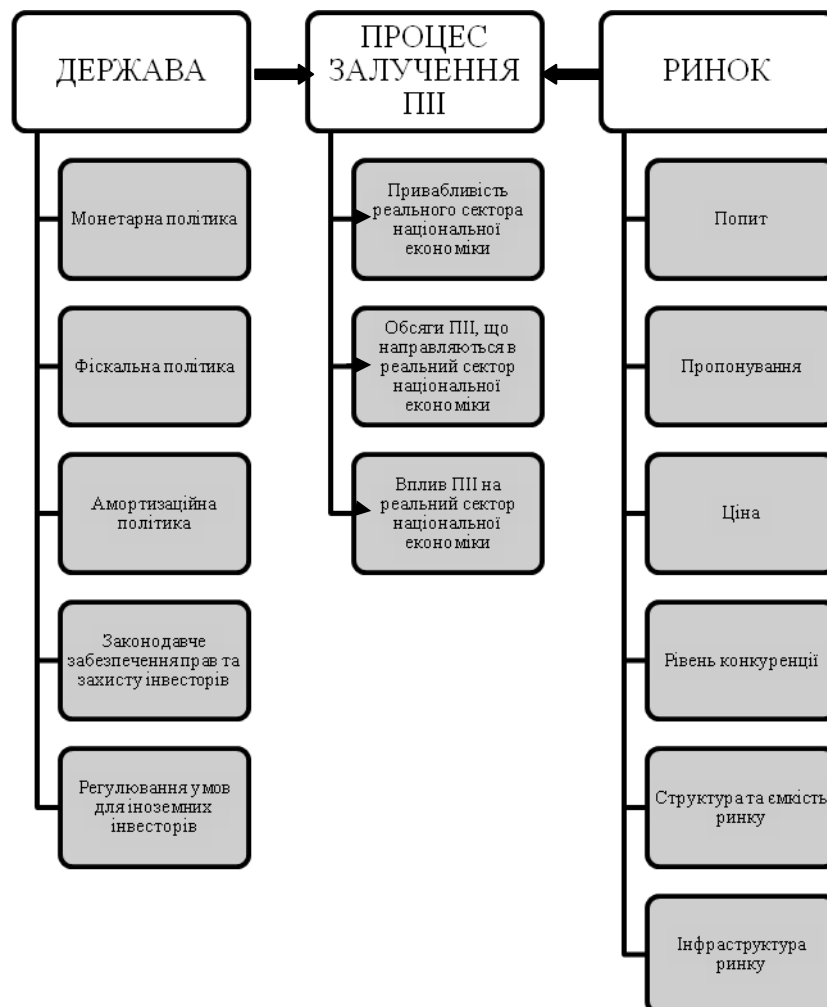 ДЕРЖАВА
ПРОЦЕС
ЗАЛУЧЕННЯ
ПІІ
РИНОК
Монетарна політика
Фіскальна політика
Амортизаційна
політика
Законодавче
забезпечення прав та
захисту інвесторів
Регулювання умов
для іноземних
інвесторів
Привабливість
реального сектора
національної
економіки
Обсяги ПІІ, що
направляються в
реальний сектор
національної
економіки
Вплив ПІІ на
реальний сектор
національної
економіки
Попит
Пропонування
Ціна
Рівень конкуренції
Структура та ємкість
ринку
Інфраструктура
ринку